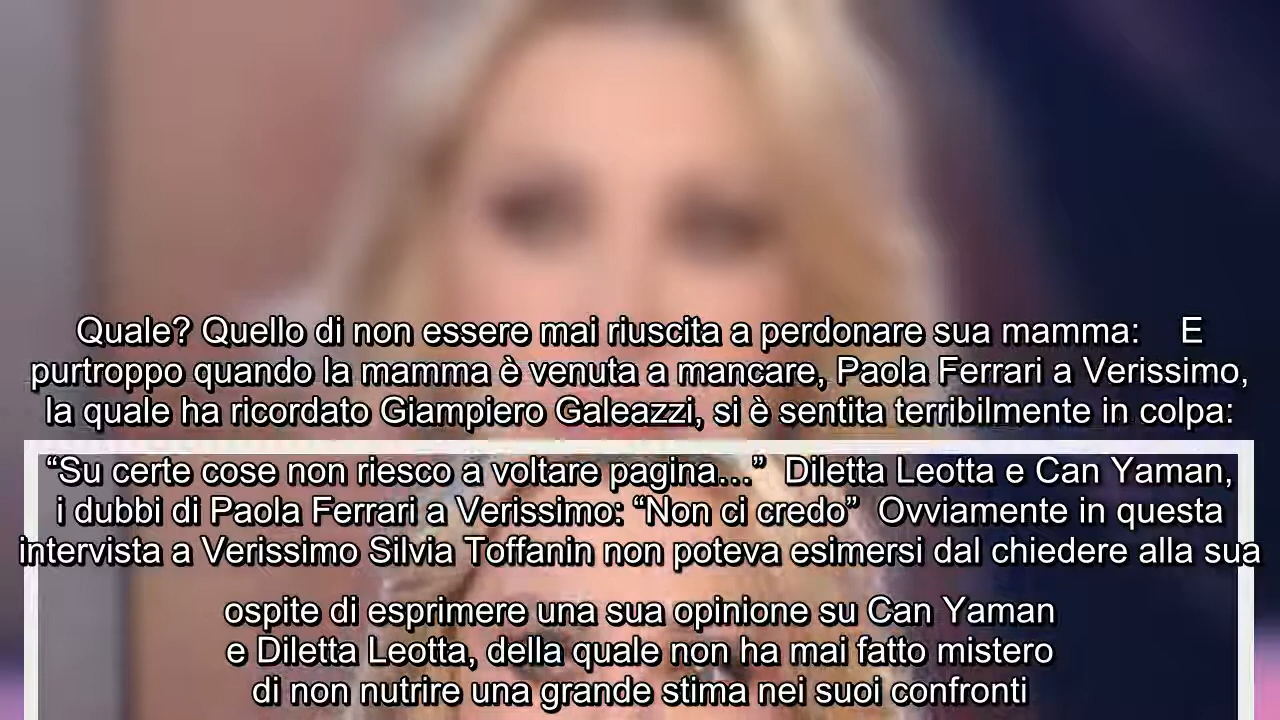 Quale? Quello di non essere mai riuscita a perdonare sua mamma:    E
purtroppo quando la mamma è venuta a mancare, Paola Ferrari a Verissimo,
la quale ha ricordato Giampiero Galeazzi, si è sentita terribilmente in colpa:
“Su certe cose non riesco a voltare pagina…”  Diletta Leotta e Can Yaman,
i dubbi di Paola Ferrari a Verissimo: “Non ci credo”  Ovviamente in questa
intervista a Verissimo Silvia Toffanin non poteva esimersi dal chiedere alla sua
ospite di esprimere una sua opinione su Can Yaman
e Diletta Leotta, della quale non ha mai fatto mistero
di non nutrire una grande stima nei suoi confronti